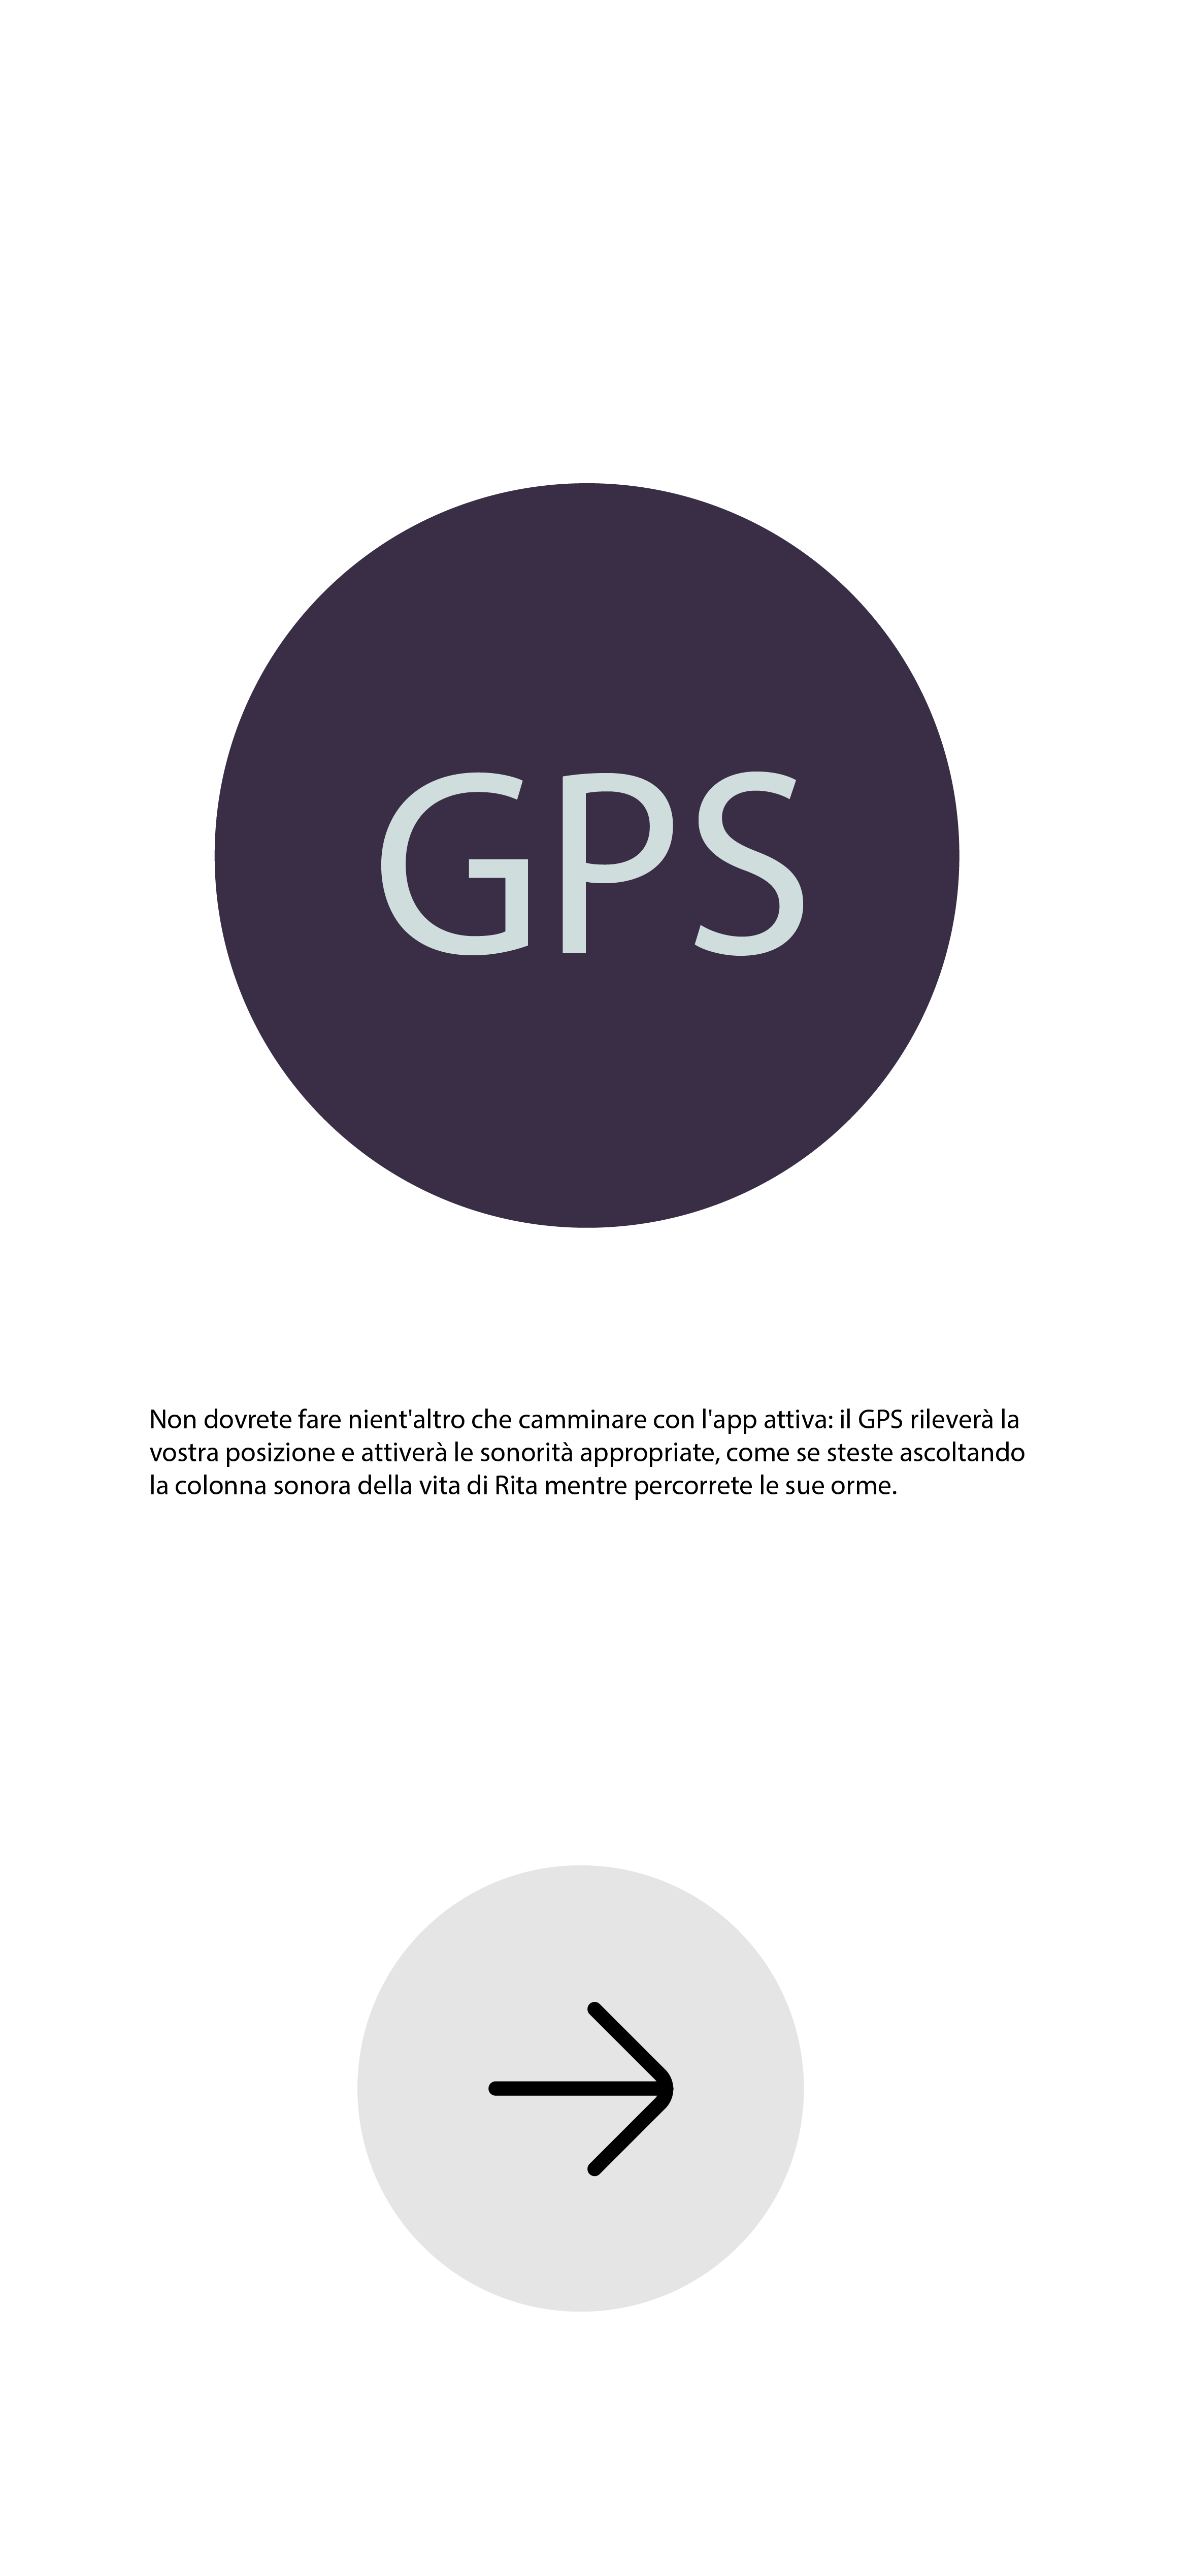 GPS
Non dovrete fare nient'altro che camminare con l'app attiva: il GPS rileverà la
vostra posizione e attiverà le sonorità appropriate, come se steste ascoltando
la colonna sonora della vita di Rita mentre percorrete le sue orme.